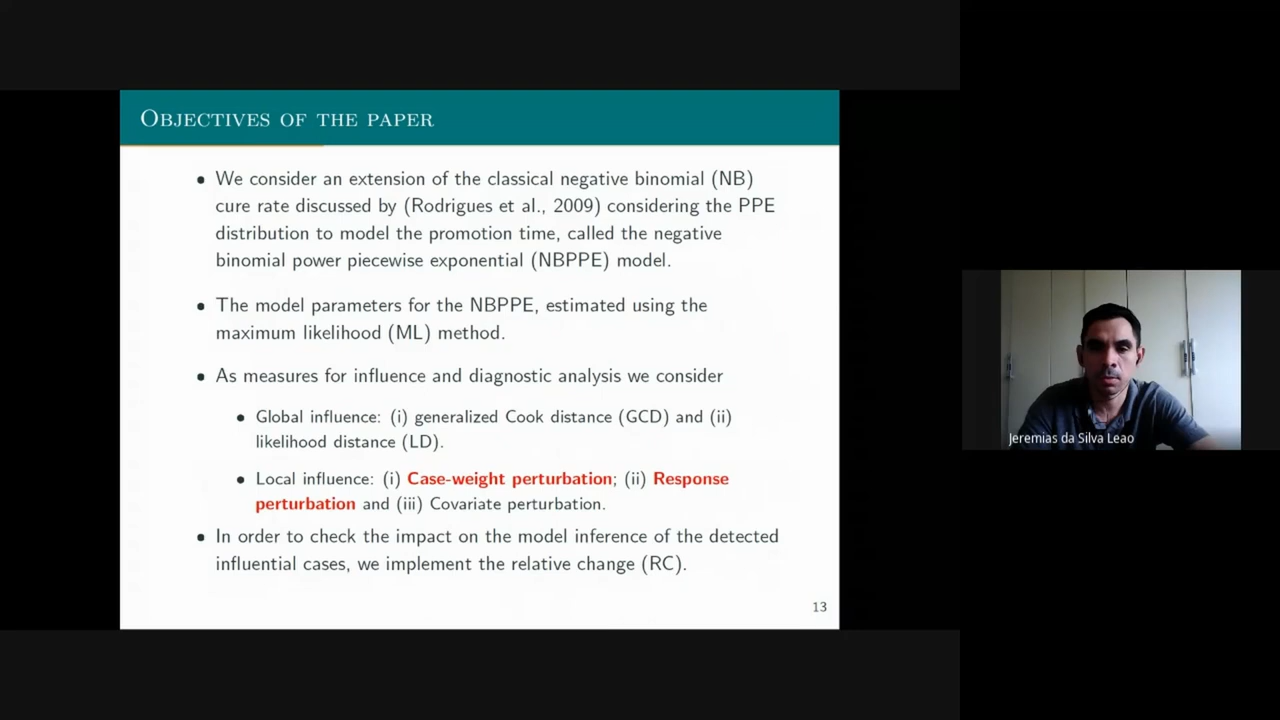 Objectives of the paper
• We consider an extension of the classical negative binomial (NB)
cure rate discussed by (Rodrigues et al., 2009) considering the PPE
distribution to model the promotion time, called the negative
binomial power piecewise exponential (NBPPE) model.
• The model parameters for the NBPPE, estimated using the
maximum likelihood (ML) method.
• As measures for influence and diagnostic analysis we consider
• Global influence: (i) generalized Cook distance (GCD) and (ii)
likelihood distance (LD).
• Local influence: (i) Case-weight perturbation; (ii) Response
perturbation and (iii) Covariate perturbation.
• In order to check the impact on the model inference of the detected
influential cases, we implement the relative change (RC).
13
Jeremias da Silva Leao